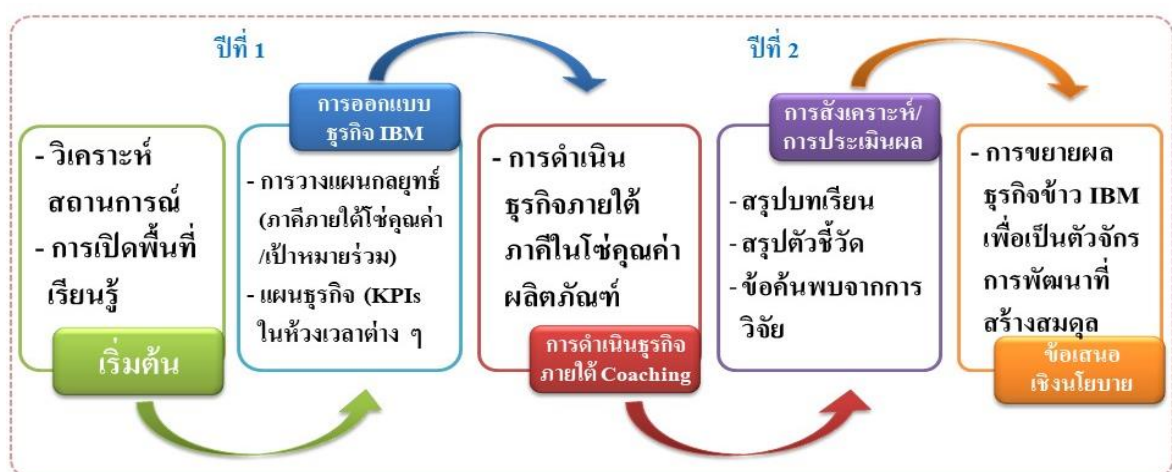 ปีที่ 1
ปีที่ 2
- วิเคราะห์
สถานการณ์
- การเปิดพื้นที่
เรียนรู้
เริ่มต้น
การออกแบบ
ธุรกิจ IBM
- การวางแผนกลยุทธ์
(ภาคีภายใต้โซ่คุณค่า
/เป้าหมายร่วม)
- แผนธุรกิจ (KPIs
ในห้วงเวลาต่าง ๆ
- การดำเนิน
ธุรกิจภายใต้
ภาคีในโซ่คุณค่า
ผลิตภัณฑ์
การดำเนินธุรกิจ
ภายใต้ Coaching
การสังเคราะห์/
การประเมินผล
- สรุปบทเรียน
- สรุปตัวชี้วัด
- ข้อค้นพบจากการ
วิจัย
- การขยายผล
ธุรกิจข้าว IBM
เพื่อเป็นตัวจักร
การพัฒนาที่
สร้างสมดุล
ข้อเสนอ
เชิงนโยบาย